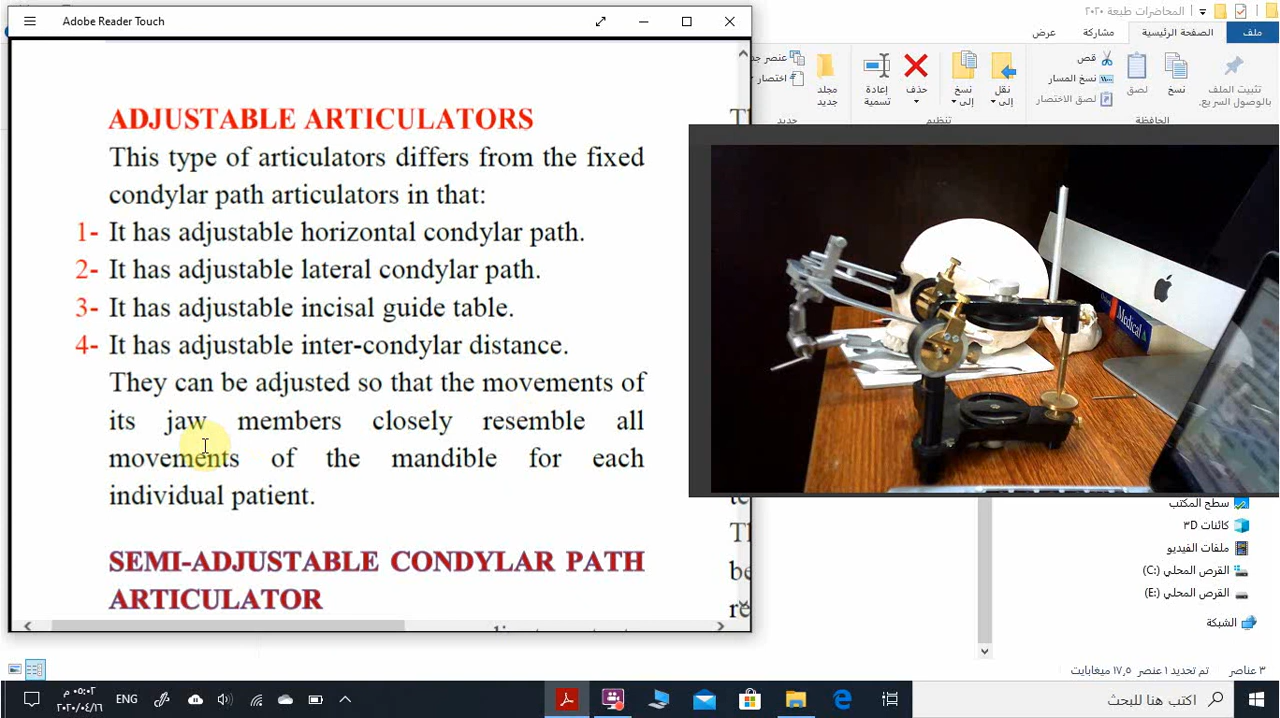 Adobe Reader Touch
ADJUSTABLE ARTICULATORS
This type of articulators differs from the fixed
condylar path articulators in that:
1- It has adjustable horizontal condylar path.
2- It has adjustable lateral condylar path.
3- It has adjustable incisal guide table.
4- It has adjustable inter-condylar distance.
They can be adjusted so that the movements of
its jaw members closely resemble all
movements of the mandible for each
individual patient.
SEMI-ADJUSTABLE CONDYLAR PATH
ARTICULATOR
المحاضرات طبعة ٢٠٢٠
ملف
الصفحة الرئيسية
مشاركة
عرض
تثبيت الملف
بالوصول السريع.
نسخ
لصق
قص
نسخ المسار
لصق الاختصار
الحافظة
نقل
إلى
نسخ
إلى
حذف
إعادة
تسمية
تنظيم
مجلد
جديد
جديد
Medical
سطح المكتب
كائنات ٣D
ملفات الفيديو
القرص المحلي (C:)
القرص المحلي (E:)
الشبكة
٣ عناصر
تم تحديد ١ عنصر ١٧,٥ ميغابايت
٠٥:٠٢ م
٢٠٢٠/٠٤/١٦
ENG
اكتب هنا للبحث